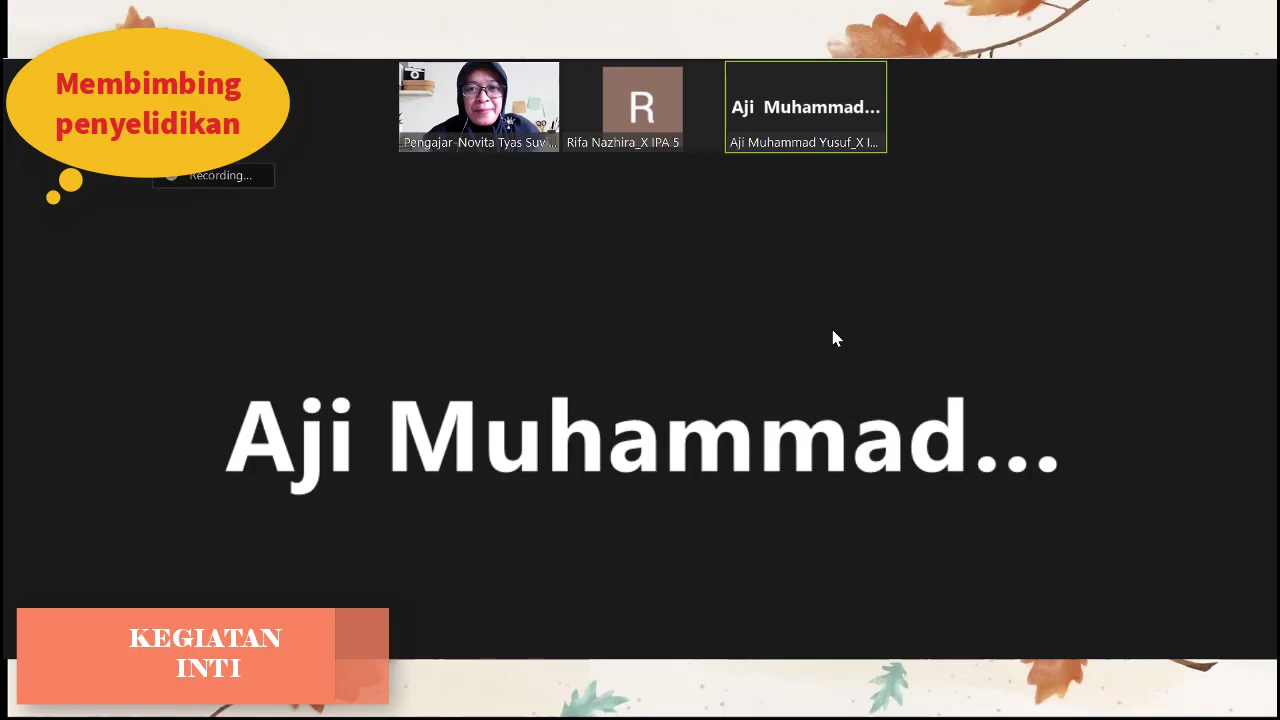 Membimbing
penyelidikan
Recording...
R
Aji Muhammad...
Pengajar-Novita Tyas
Rifa Nazhira_X IPA 5
Aji Muhammad Yusuf_X I...
Aji Muhammad...
KEGIATAN
INTI